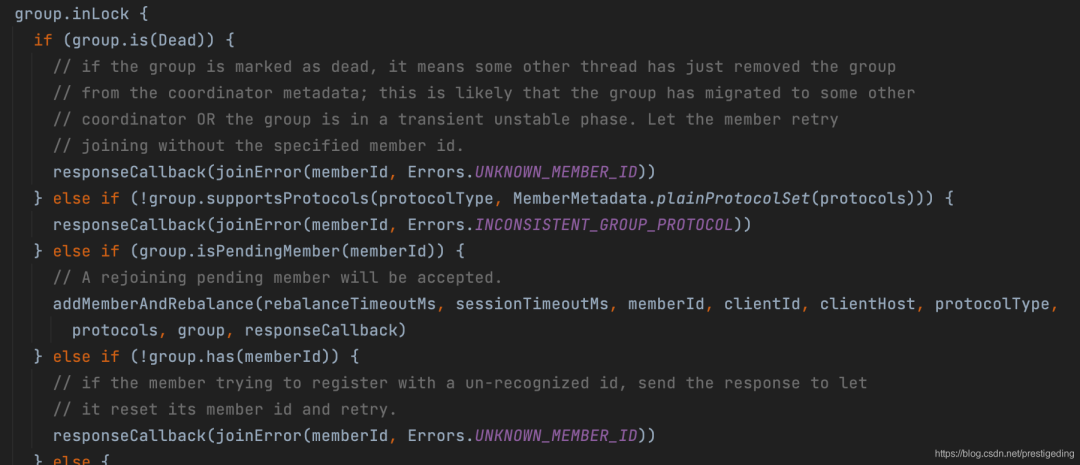 group.inLock {
if (group.is(Dead)) {
// if the group is marked as dead, it means some other thread has just removed the group
// from the coordinator metadata; this is likely that the group has migrated to some other
// coordinator OR the group is in a transient unstable phase. Let the member retry
// joining without the specified member id.
responseCallback(joinError(memberId, Errors.UNKNOWN_MEMBER_ID))
} else if (!group.supportsProtocols(protocolType, MemberMetadata.plainProtocolSet(protocols))) {
responseCallback(joinError(memberId, Errors.INCONSISTENT_GROUP_PROTOCOL))
} else if (group.isPendingMember(memberId)) {
// A rejoining pending member will be accepted.
addMemberAndRebalance(rebalanceTimeoutMs, sessionTimeoutMs, memberId, clientId, clientHost, protocolType,
protocols, group, responseCallback)
} else if (!group.has(memberId)) {
// if the member trying to register with a un-recognized id, send the response to let
// it reset its member id and retry.
responseCallback(joinError(memberId, Errors.UNKNOWN_MEMBER_ID))
} else {
https://blog.csdn.net/prestigeding